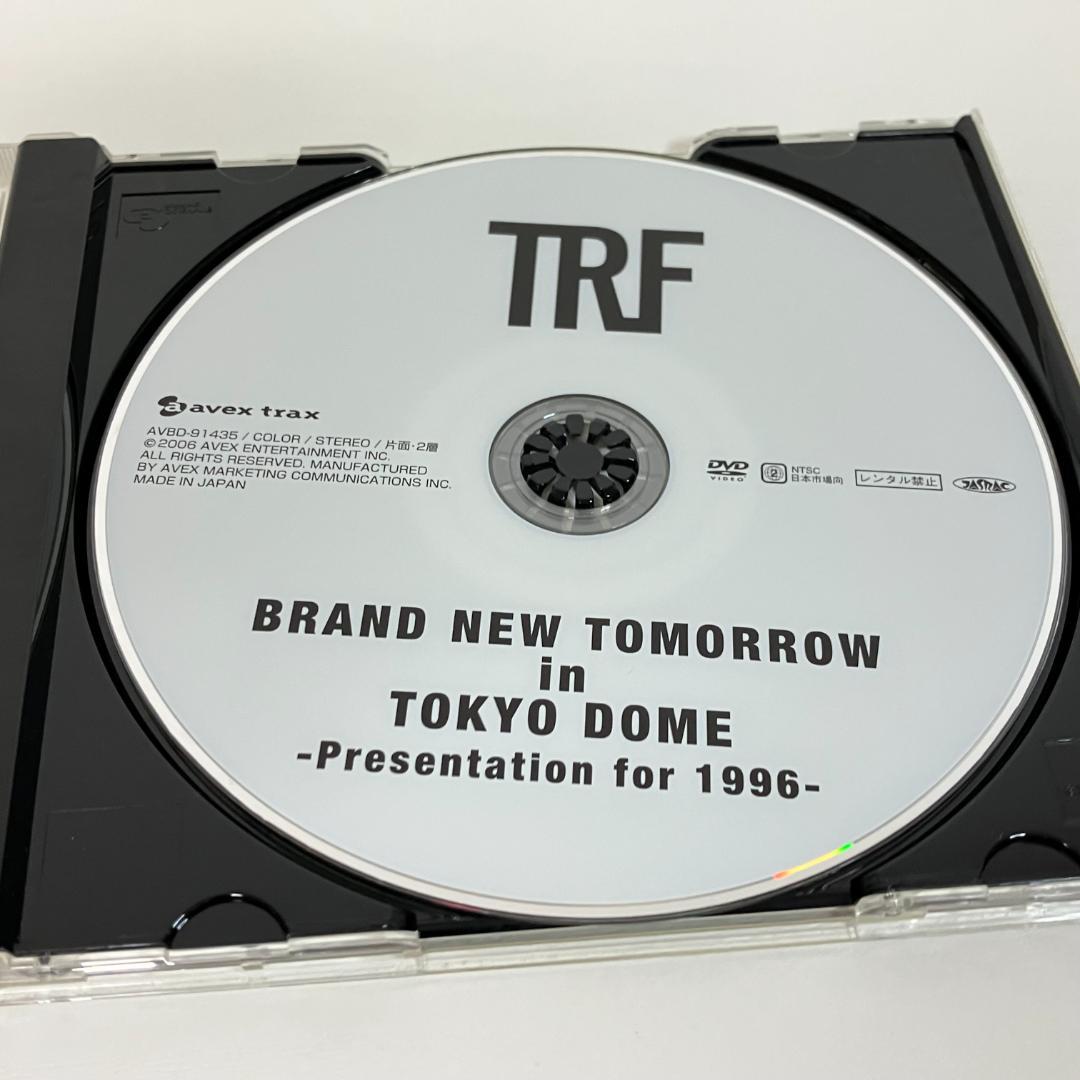 TRF
avex trax
AVBD-91435 / COLOR / STEREO / 片面・2層
©2006 AVEX ENTERTAINMENT INC.
ALL RIGHTS RESERVED. MANUFACTURED
BY AVEX MARKETING COMMUNICATIONS INC.
MADE IN JAPAN
DVD
VIDEO
2
NTSC
日本市場向
レンタル禁止
JASRAC
BRAND NEW TOMORROW
in
TOKYO DOME
-Presentation for 1996-